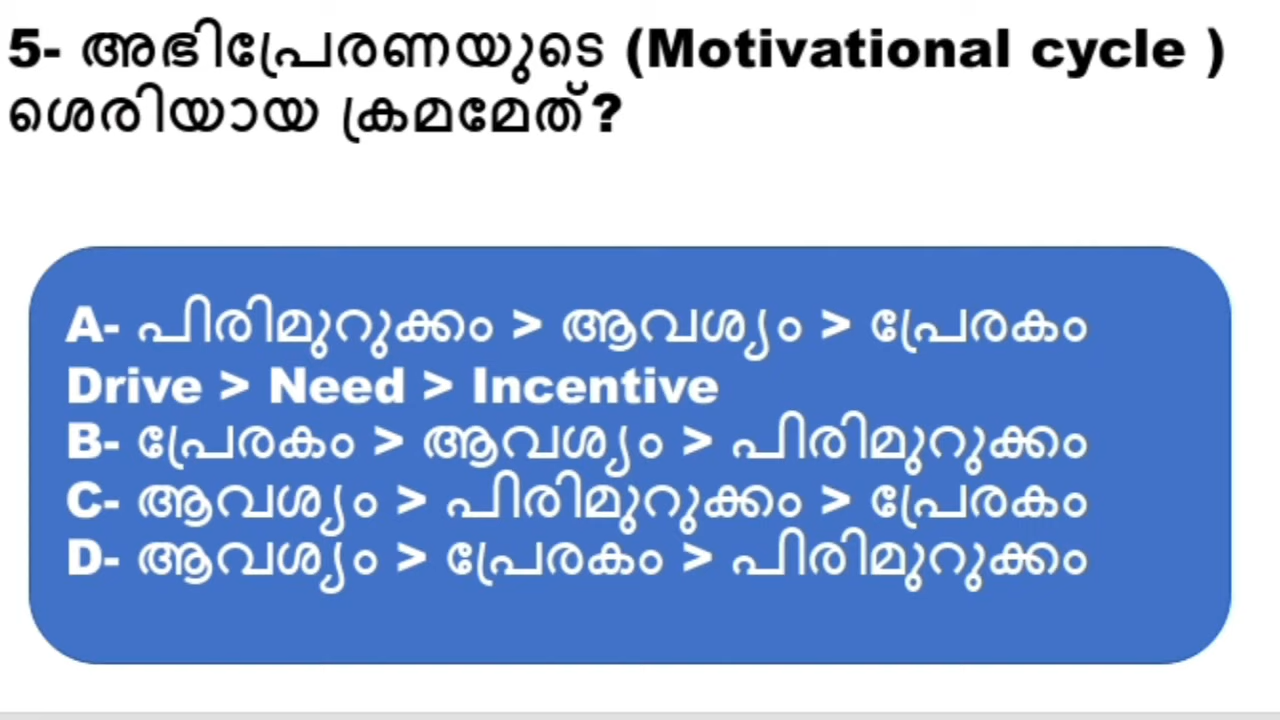 5- അഭിപ്രേരണയുടെ (Motivational cycle )
ശെരിയായ ക്രമമേത്?
A- പിരിമുറുക്കം > ആവശ്യം > പ്രേരകം
Drive > Need > Incentive
B- പ്രേരകം > ആവശ്യം > പിരിമുറുക്കം
C- ആവശ്യം > പിരിമുറുക്കം > പ്രേരകം
D- ആവശ്യം > പ്രേരകം > പിരിമുറുക്കം